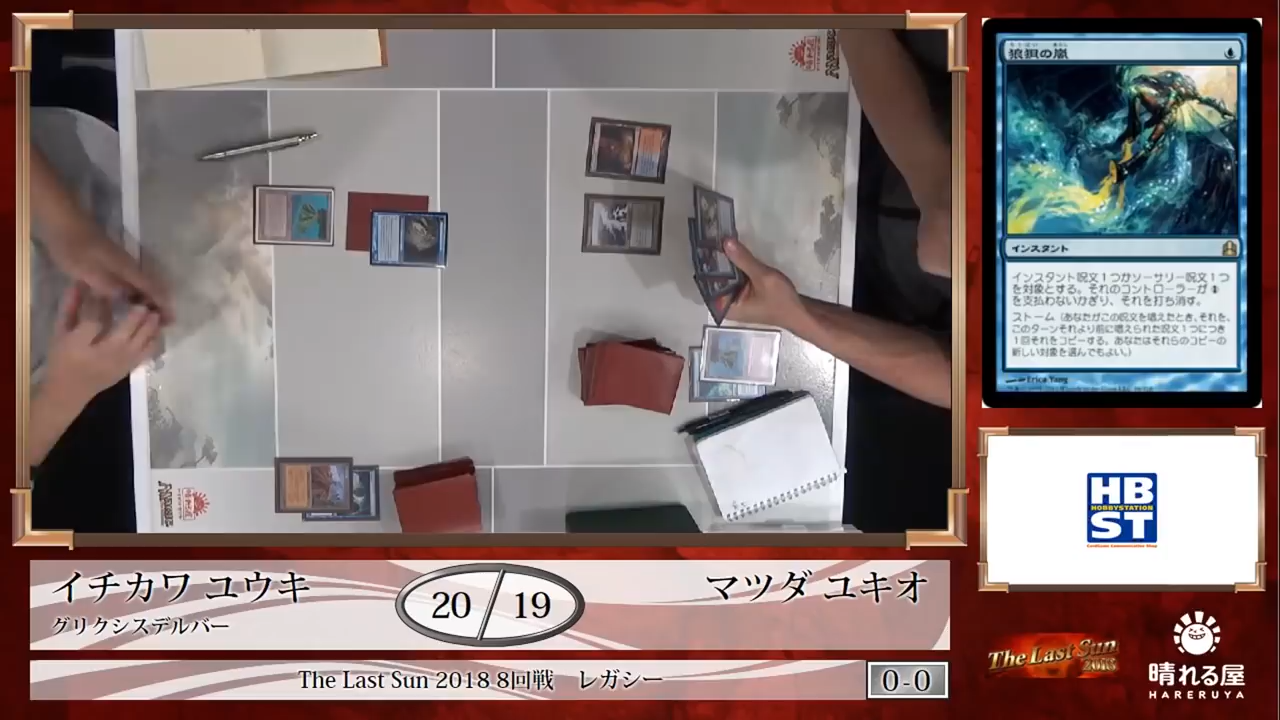 狼狽の嵐
インスタント
インスタント呪文1つかソーサリー呪文1つ
を対象とする。それのコントローラーが
を支払わないかぎり、それを打ち消す。
ストーム（あなたがこの呪文を唱えたとき、それを、
このターンそれより前に唱えられた呪文1つにつき
1回それをコピーする。あなたはそれらのコピーの
新しい対象を選んでもよい。）
Erica Yang
HB
HOBBYSTATION
ST
イチカワ ユウキ
グリクシスデルバー
20 / 19
マツダ ユキオ
The Last Sun 2018 8回戦 レガシー
0-0
The Last Sun
2018
晴れる屋
HARERUYA